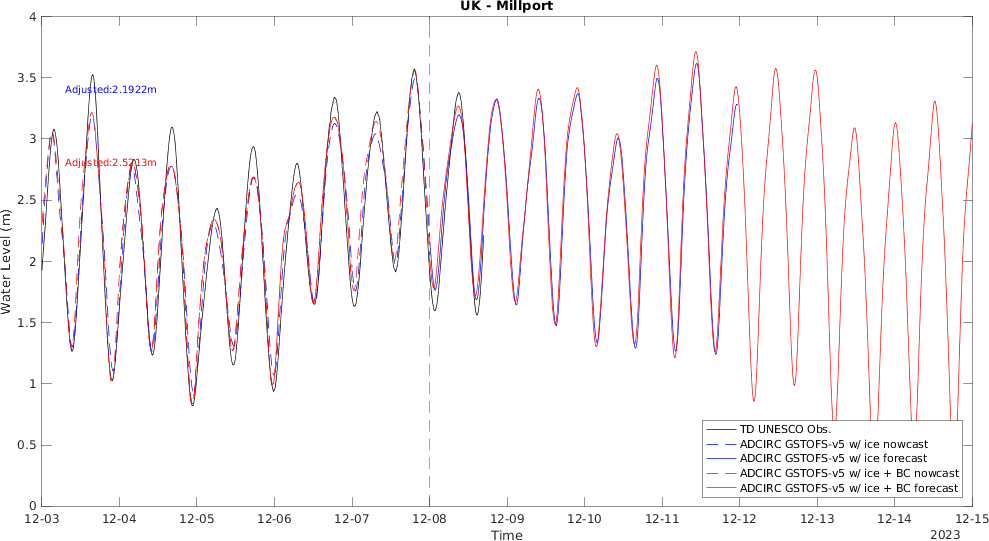 UK - Millport
Water Level (m)
4
3.5
3
2.5
2
1.5
1
0.5
0
Adjusted:2.1922m
Adjusted:2.5213m
TD UNESCO Obs.
ADCIRC GSTOFS-v5 w/ ice nowcast
ADCIRC GSTOFS-v5 w/ ice forecast
ADCIRC GSTOFS-v5 w/ ice + BC nowcast
ADCIRC GSTOFS-v5 w/ ice + BC forecast
12-03 12-04 12-05 12-06 12-07 12-08 12-09 12-10 12-11 12-12 12-13 12-14 12-15
Time
2023